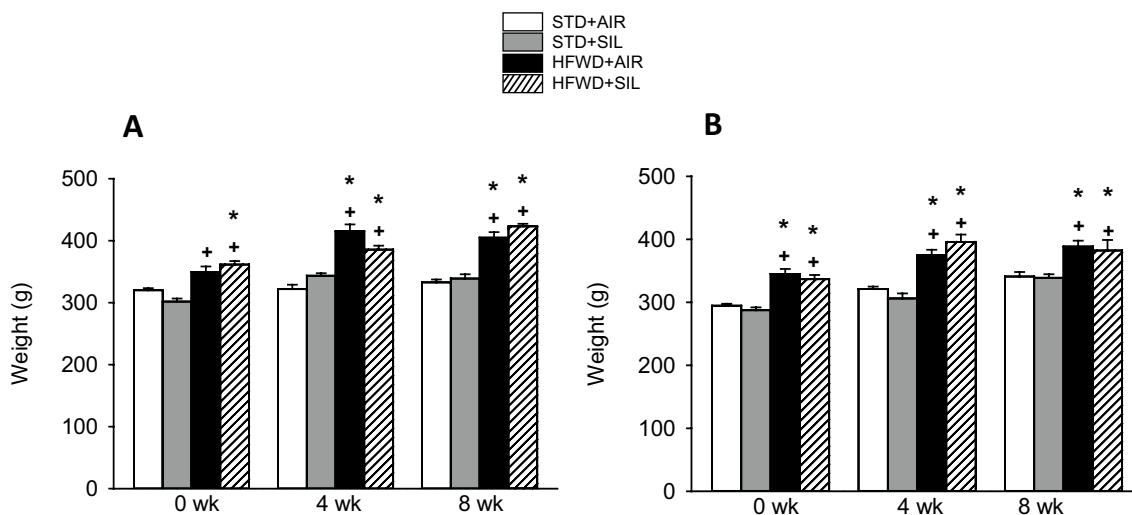 STD+AIR
STD+SIL
HFWD+AIR
HFWD+SIL
A
500
400
300
200
100
0
Weight (g)
+ * +
* + * +
* + * +
0 wk 4 wk 8 wk
B
500
400
300
200
100
0
Weight (g)
* + * +
* + * +
* + * +
0 wk 4 wk 8 wk